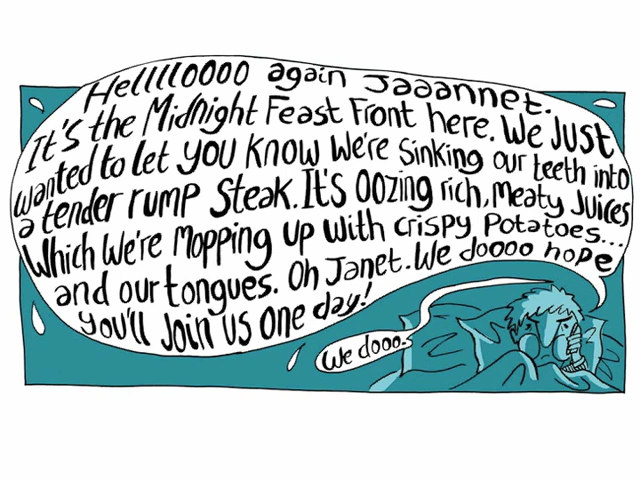 Hellllloooo again Jaaannnet.
It's the Midnight Feast Front here. We Just
wanted to let you know we're sinking our teeth into
a tender rump steak. It's oozing rich, Meaty Juices
Which We're Mopping up with crispy Potatoes...
and our tongues. Oh Janet. We doooo hope
you'll Join us one day!
We dooo.